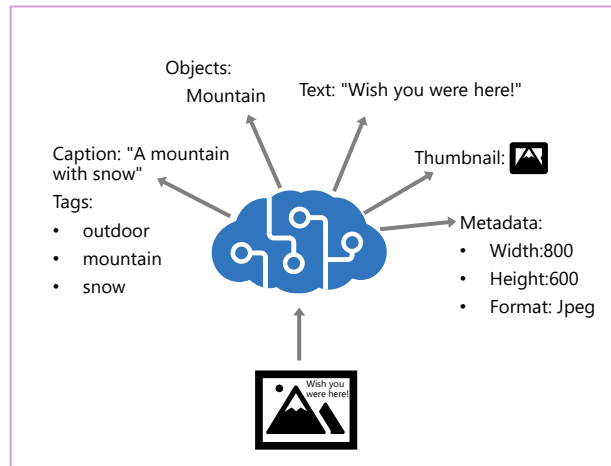 Objects:
Mountain
Text: "Wish you were here!"
Caption: "A mountain
with snow"
Thumbnail:
Tags:
• outdoor
• mountain
• snow
Metadata:
• Width:800
• Height:600
• Format: Jpeg
Wish you
were here!